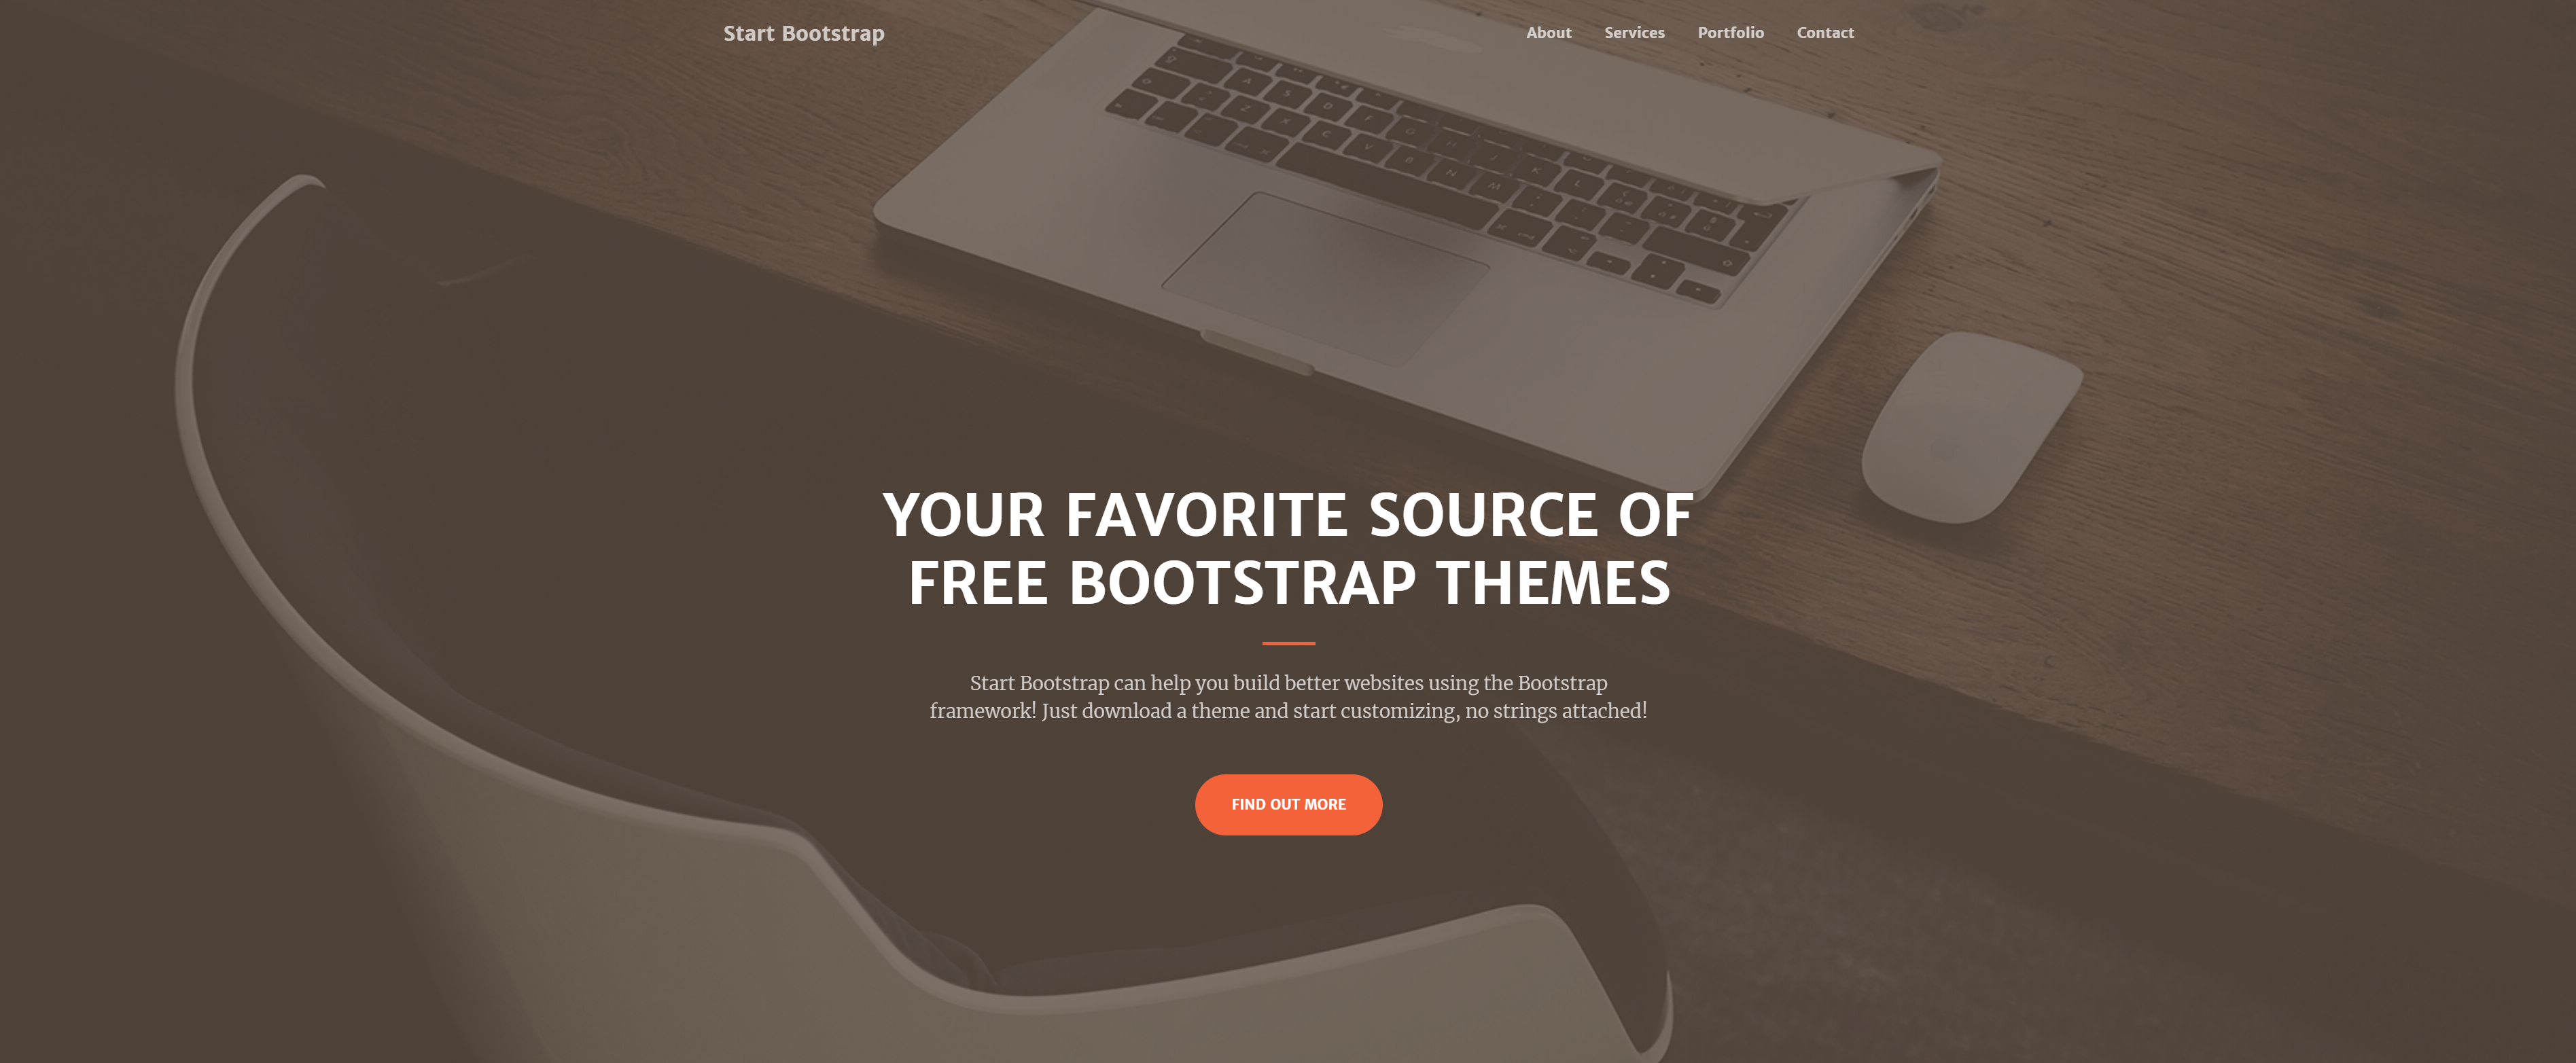 Start Bootstrap
About Services Portfolio Contact
YOUR FAVORITE SOURCE OF
FREE BOOTSTRAP THEMES
Start Bootstrap can help you build better websites using the Bootstrap
framework! Just download a theme and start customizing, no strings attached!
FIND OUT MORE